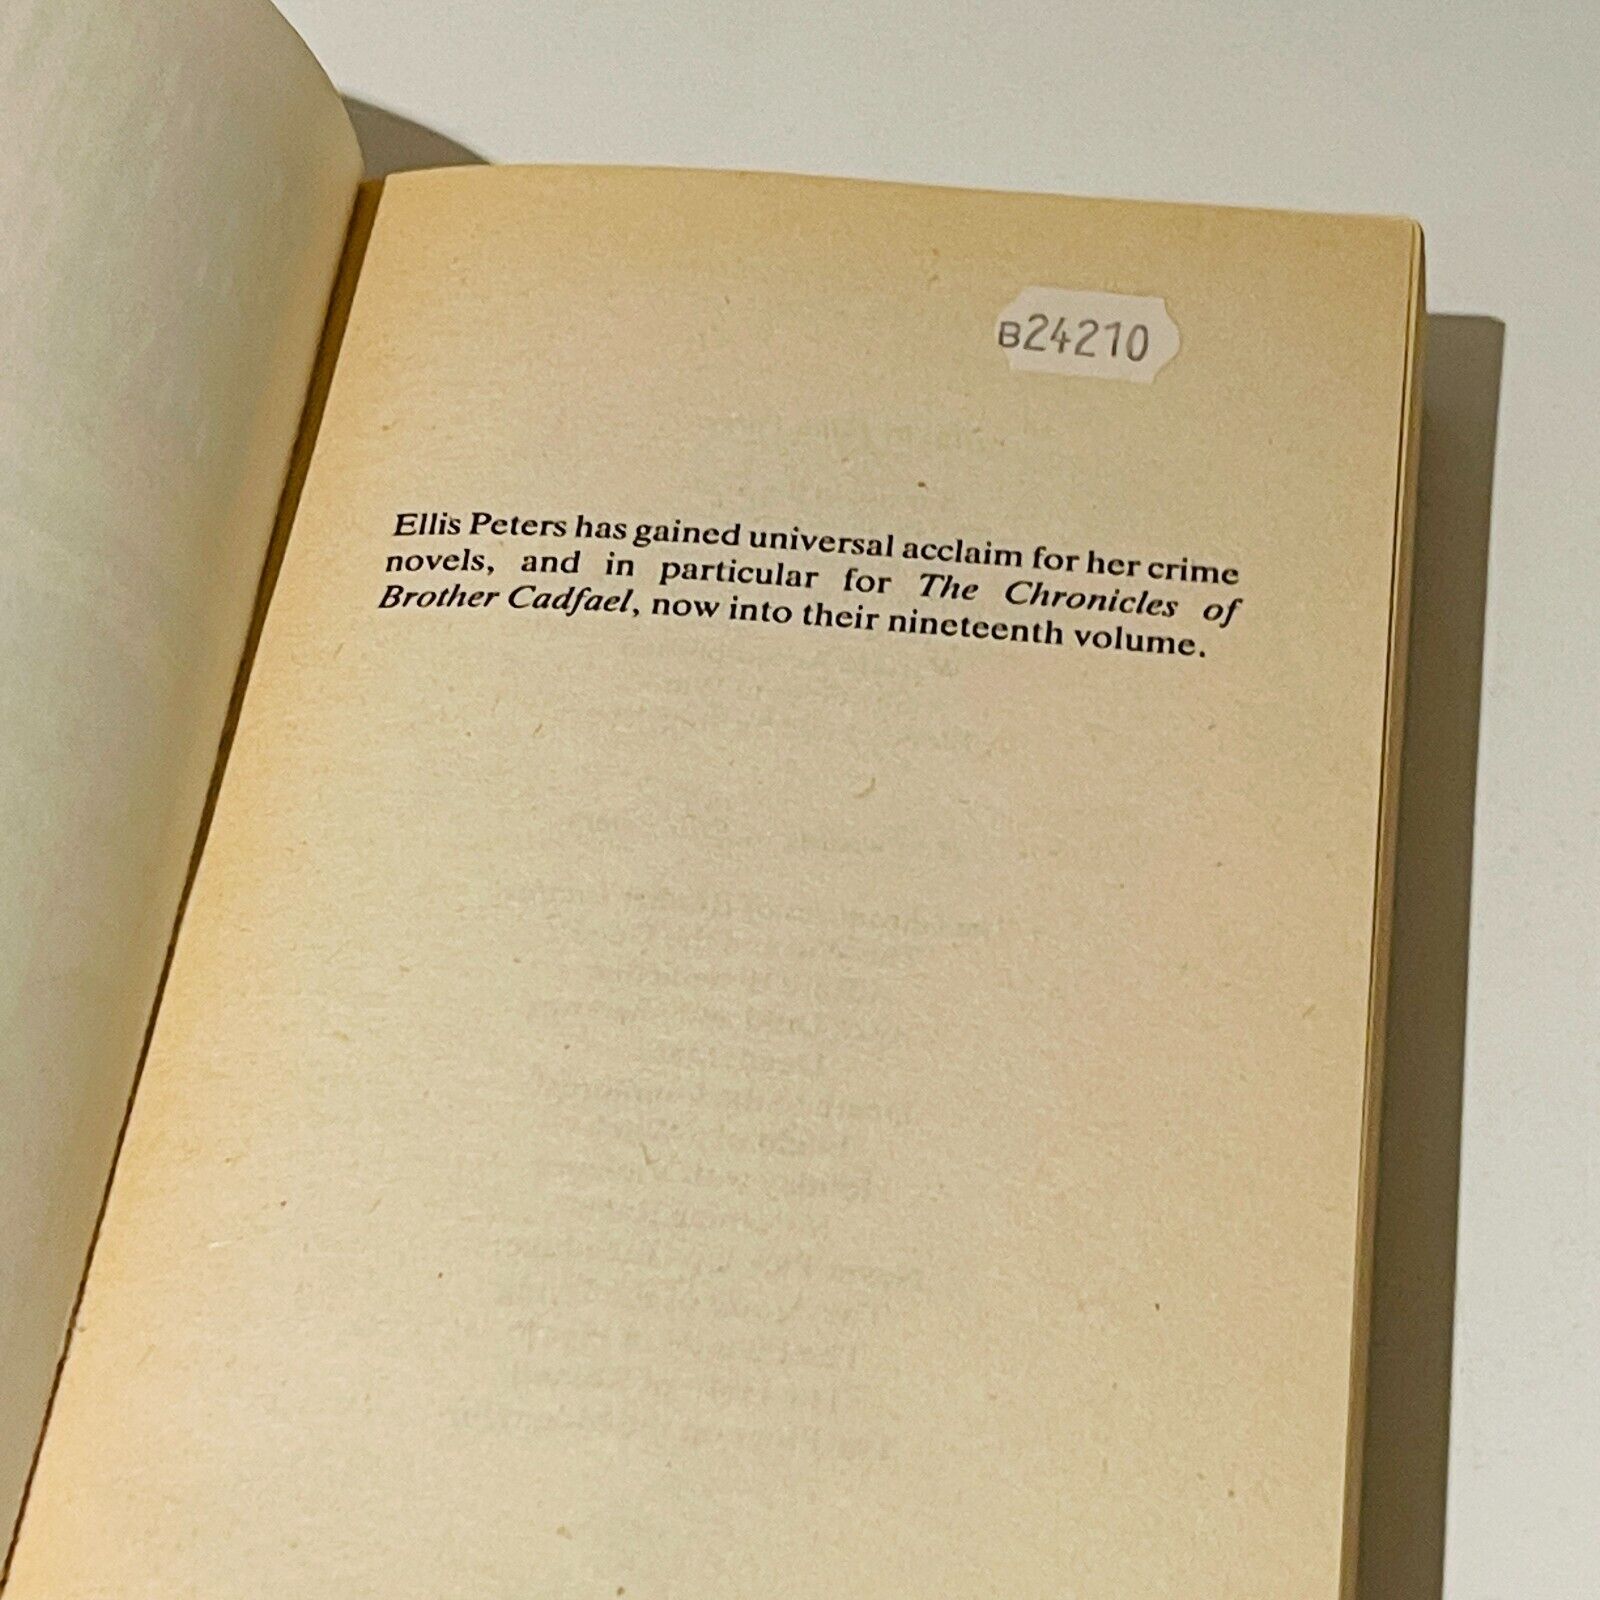 B24210
Ellis Peters has gained universal acclaim for her crime
novels, and in particular for The Chronicles of
Brother Cadfael, now into their nineteenth volume.